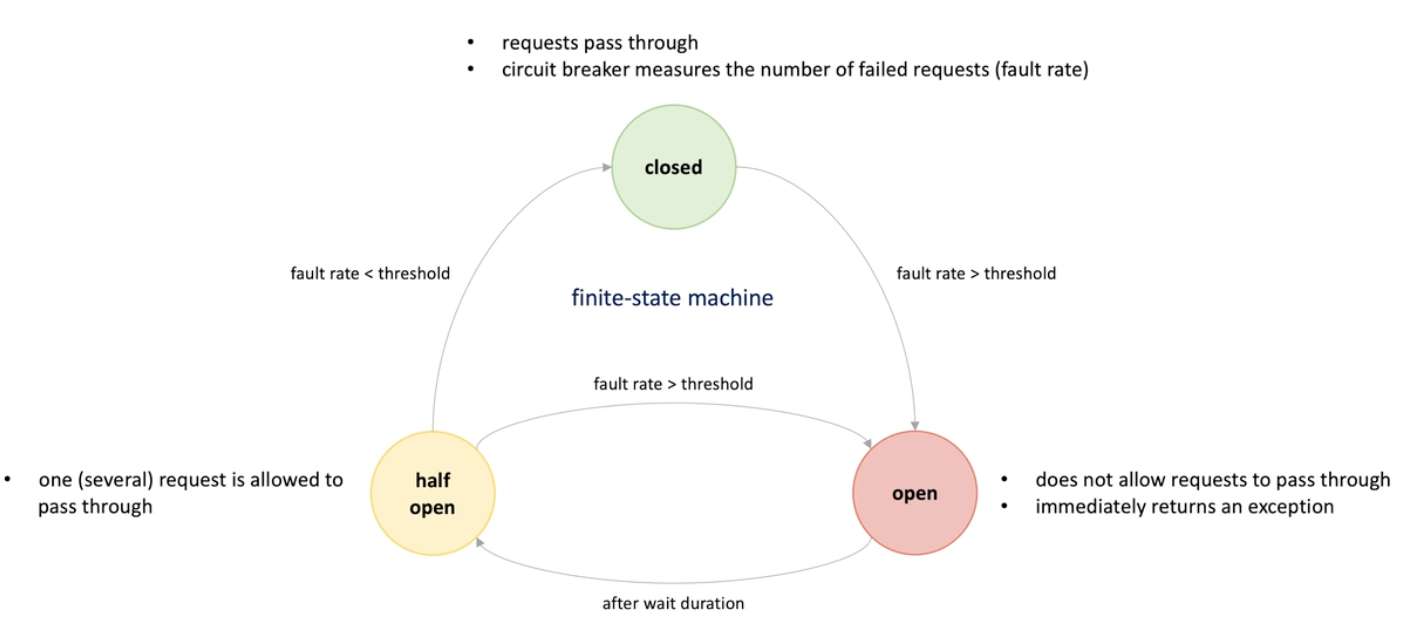 • requests pass through
• circuit breaker measures the number of failed requests (fault rate)
closed
fault rate < threshold
fault rate > threshold
finite-state machine
fault rate > threshold
• one (several) request is allowed to
pass through
half
open
open
• does not allow requests to pass through
• immediately returns an exception
after wait duration